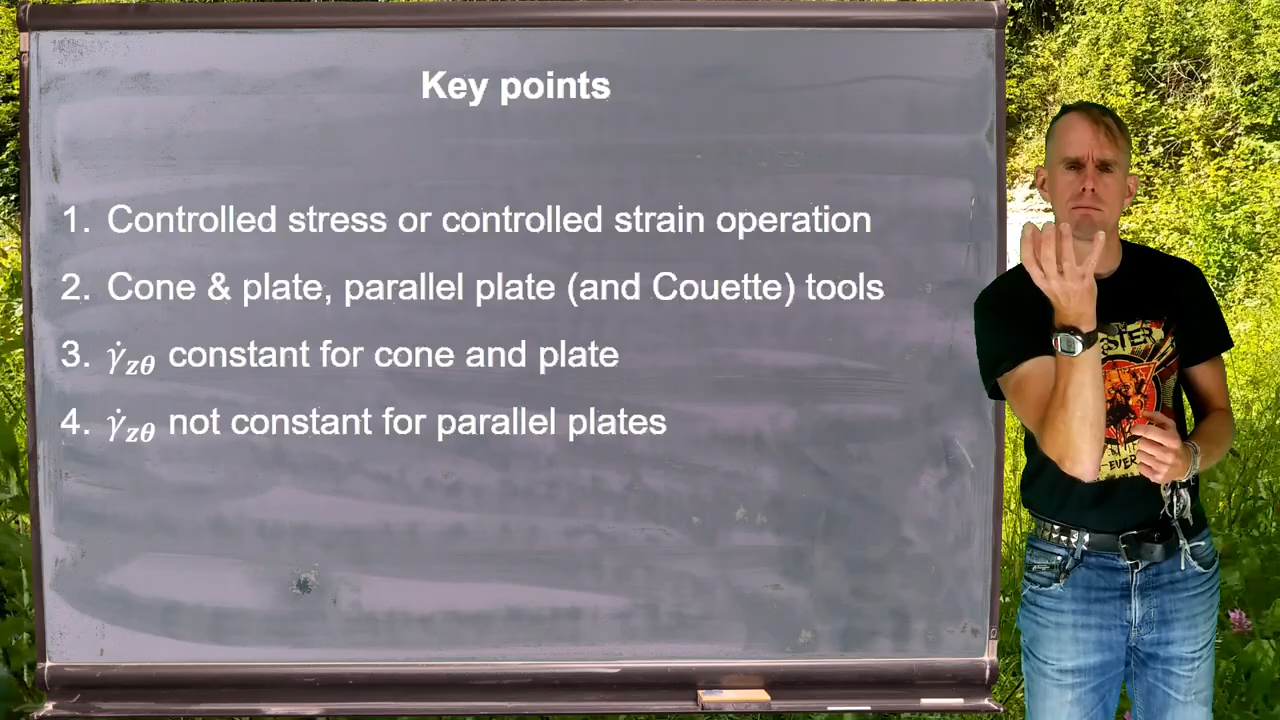 Key points
1. Controlled stress or controlled strain operation
2. Cone & plate, parallel plate (and Couette) tools
3. γ̇zθ constant for cone and plate
4. γ̇zθ not constant for parallel plates
EVER